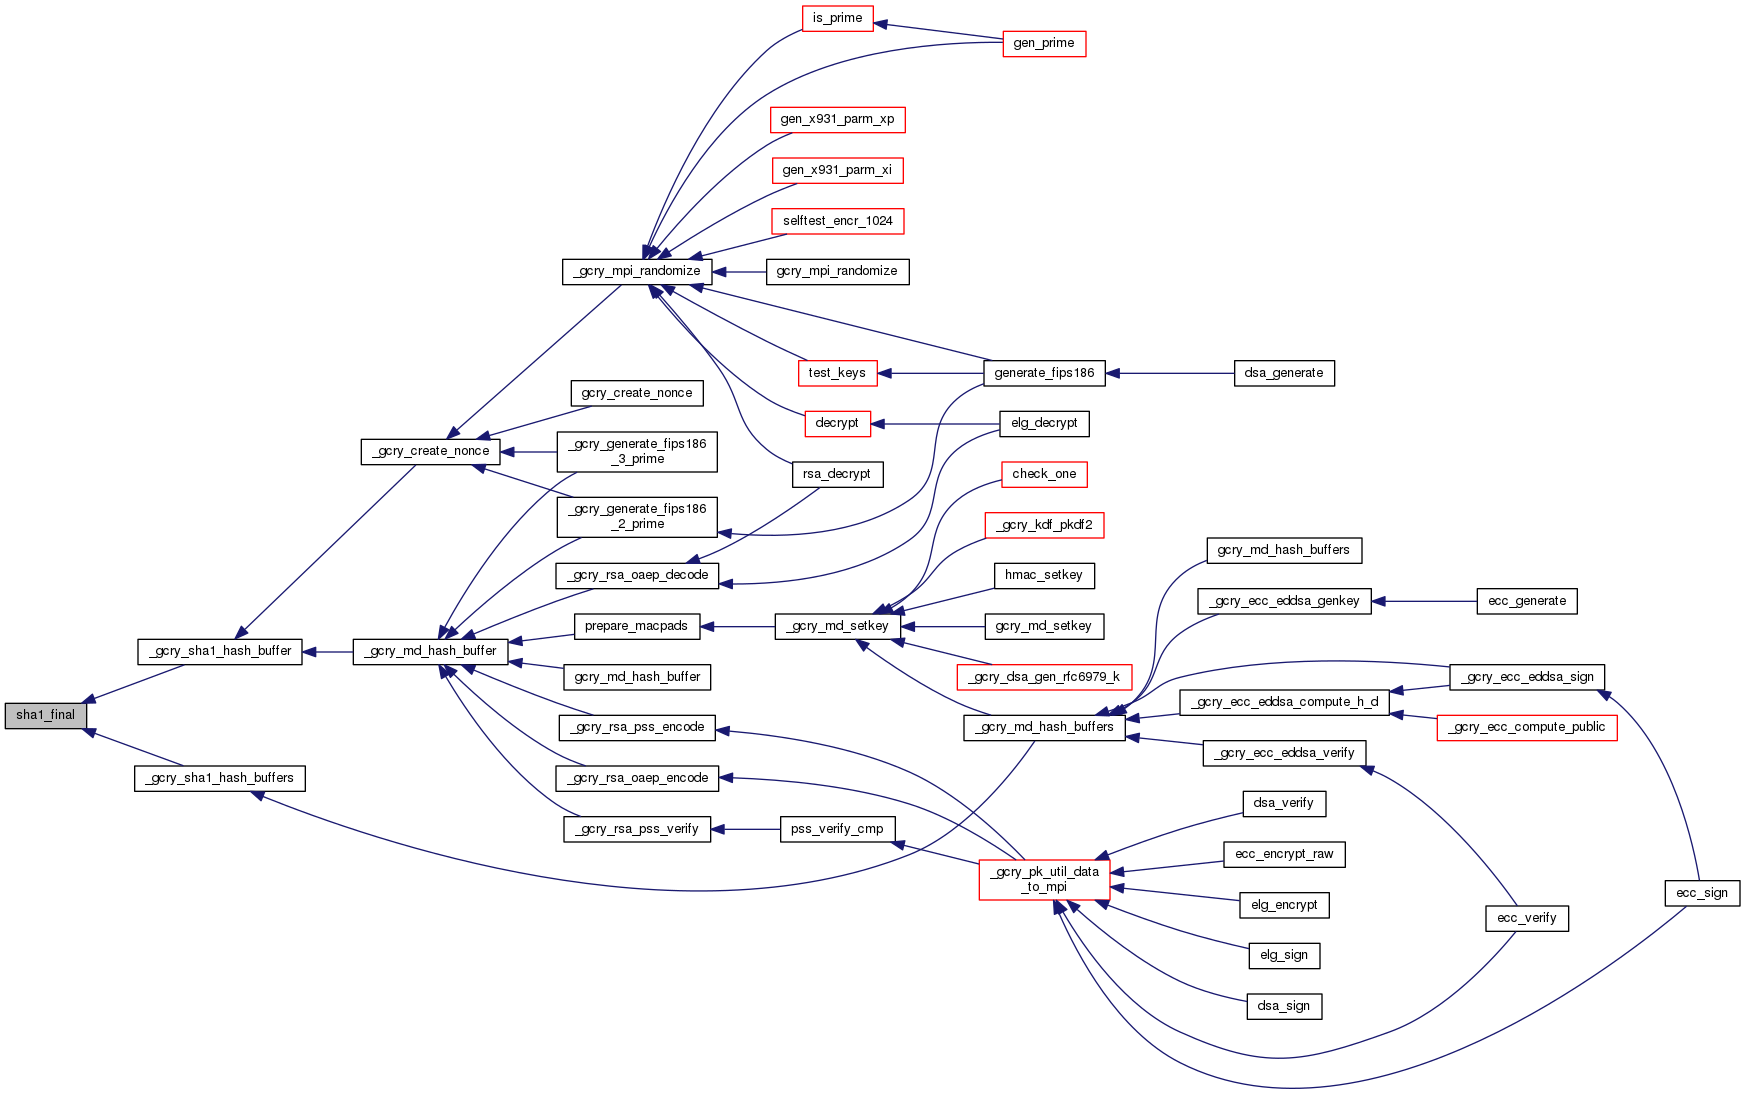 is_prime
gen_prime
gen_x931_parm_xp
gen_x931_parm_xi
selftest_encr_1024
_gcry_mpi_randomize
gcry_mpi_randomize
test_keys
generate_fips186
dsa_generate
gcry_create_nonce
decrypt
elg_decrypt
_gcry_create_nonce
_gcry_generate_fips186
_3_prime
rsa_decrypt
check_one
_gcry_generate_fips186
_2_prime
_gcry_kdf_pkdf2
gcry_md_hash_buffers
_gcry_rsa_oaep_decode
hmac_setkey
_gcry_ecc_eddsa_genkey
ecc_generate
prepare_macpads
_gcry_md_setkey
gcry_md_setkey
_gcry_sha1_hash_buffer
_gcry_md_hash_buffer
gcry_md_hash_buffer
_gcry_dsa_gen_rfc6979_k
_gcry_ecc_eddsa_sign
_gcry_ecc_eddsa_compute_h_d
sha1_final
_gcry_rsa_pss_encode
_gcry_md_hash_buffers
_gcry_ecc_compute_public
_gcry_ecc_eddsa_verify
_gcry_sha1_hash_buffers
_gcry_rsa_oaep_encode
dsa_verify
_gcry_rsa_pss_verify
pss_verify_cmp
ecc_encrypt_raw
_gcry_pk_util_data
_to_mpi
ecc_sign
elg_encrypt
ecc_verify
elg_sign
dsa_sign